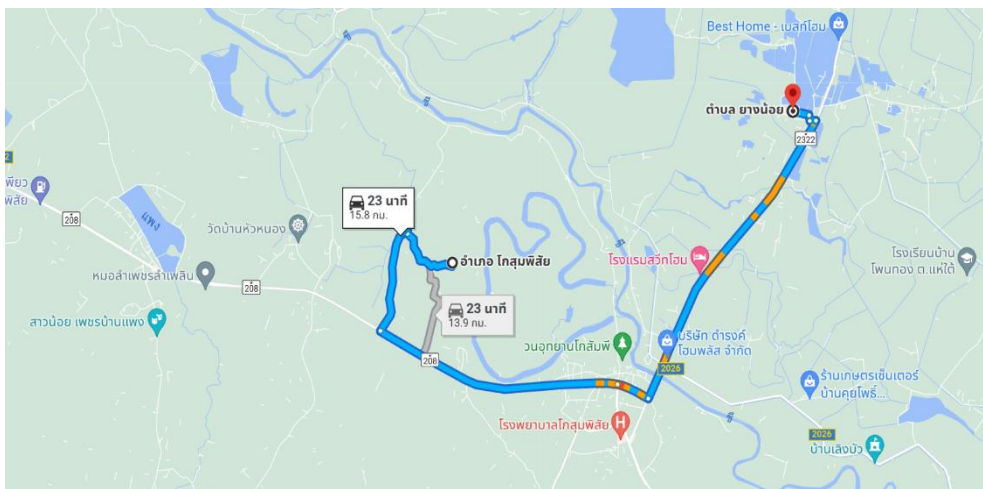 Best Home - เบสท์โฮม
ตำบล ยางน้อย
2322
2
เพียว
พิสัย
208
แพง
วัดบ้านหัวหนอง
23 นาที
15.8 กม.
อำเภอ โกสุมพิสัย
โรงแรมสวีทโฮม
โรงเรียนบ้าน
โพนทอง ต.แห่ใต้
หมอลำเพชรลำเพลิน
208
23 นาที
13.9 กม.
สาวน้อย เพชรบ้านแพง
วนอุทยานโกสัมพี
บริษัท ดำรงค์
โฮมพลัส จำกัด
208
2026
ร้านเกษตรเซ็นเตอร์
บ้านคุยโพธิ์...
โรงพยาบาลโกสุมพิสัย
H
2026
บ้านเลิงบัว